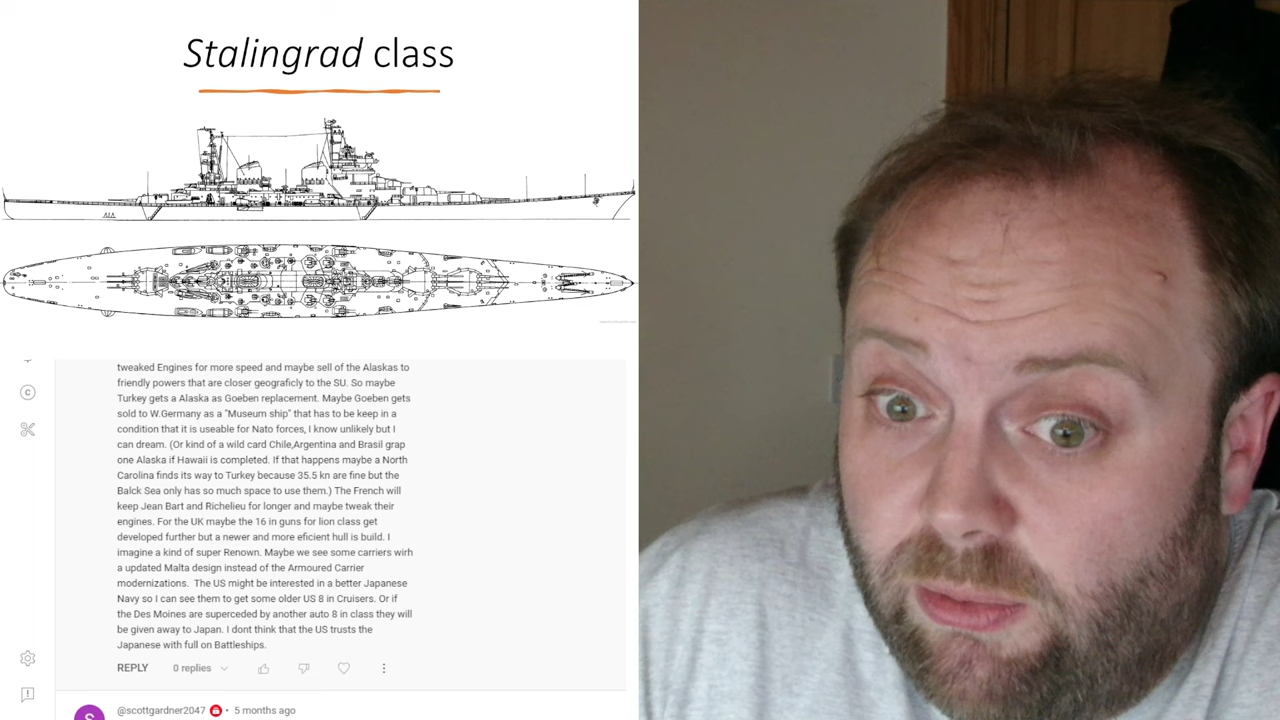 Stalingrad class
tweaked Engines for more speed and maybe sell of the Alaskas to
friendly powers that are closer geograficly to the SU. So maybe
Turkey gets a Alaska as Goeben replacement. Maybe Goeben gets
sold to W.Germany as a "Museum ship" that has to be keep in a
condition that it is useable for Nato forces, I know unlikely but I
can dream. (Or kind of a wild card Chile,Argentina and Brasil grap
one Alaska if Hawaii is completed. If that happens maybe a North
Carolina finds its way to Turkey because 35.5 kn are fine but the
Balck Sea only has so much space to use them.) The French will
keep Jean Bart and Richelieu for longer and maybe tweak their
engines. For the UK maybe the 16 in guns for lion class get
developed further but a newer and more eficient hull is build. I
imagine a kind of super Renown. Maybe we see some carriers wirh
a updated Malta design instead of the Armoured Carrier
modernizations.  The US might be interested in a better Japanese
Navy so I can see them to get some older US 8 in Cruisers. Or if
the Des Moines are superceded by another auto 8 in class they will
be given away to Japan. I dont think that the US trusts the
Japanese with full on Battleships.
REPLY 0 replies
S @scottgardner2047 • 5 months ago